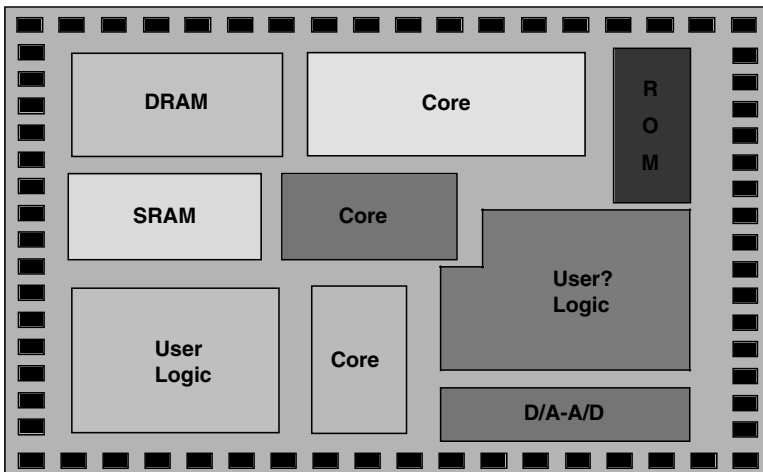 DRAM
Core
R
O
M
SRAM
Core
User?
Logic
User
Logic
Core
D/A-A/D